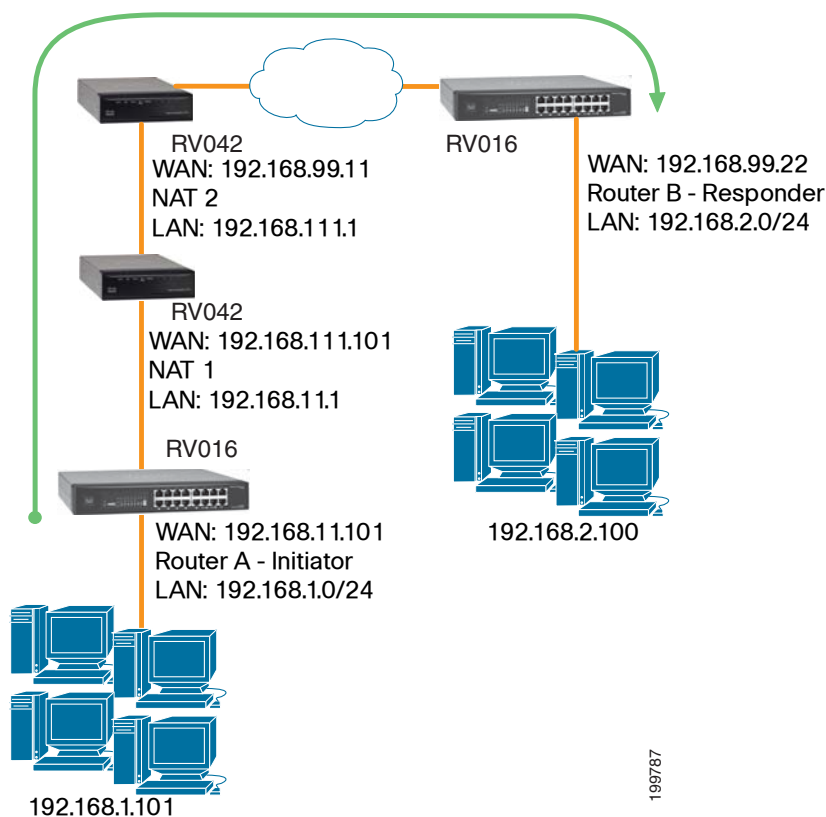 RV042
WAN: 192.168.99.11
NAT 2
LAN: 192.168.111.1
RV016
WAN: 192.168.99.22
Router B - Responder
LAN: 192.168.2.0/24
RV042
WAN: 192.168.111.101
NAT 1
LAN: 192.168.11.1
RV016
WAN: 192.168.11.101
Router A - Initiator
LAN: 192.168.1.0/24
192.168.2.100
192.168.1.101
199787